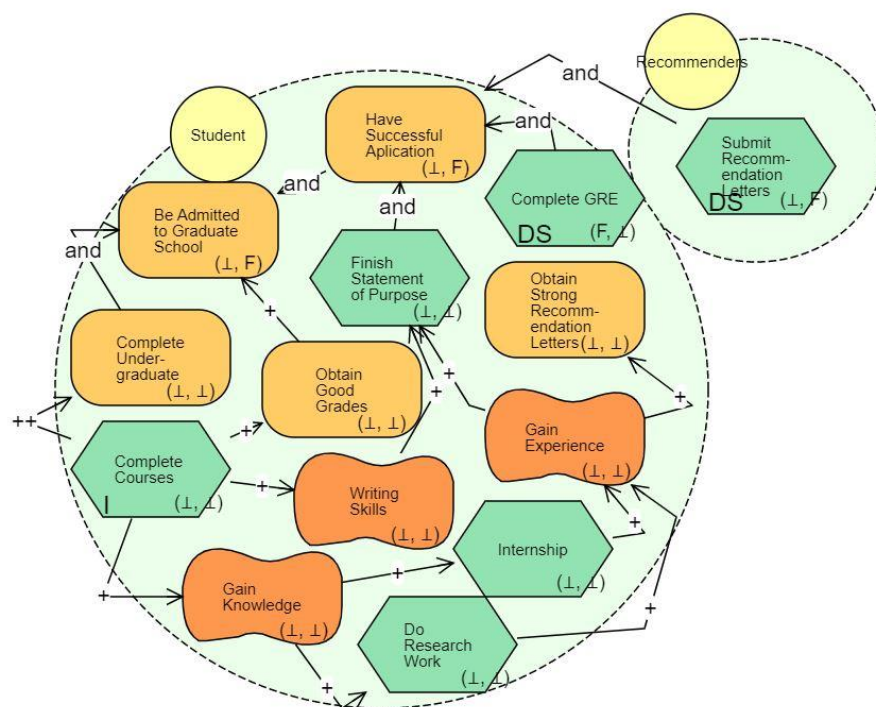 Recommenders
and
Have
Successful
Aplication
(⊥, F)
and
Student
Submit
Recomm-
endation
Letters
DS
(⊥, F)
and
Be Admitted
to Graduate
School
(⊥, F)
and
Complete GRE
DS
(F, ⊥)
and
Finish
Statement
of Purpose
(⊥, ⊥)
Obtain
Strong
Recomm-
endation
Letters
(⊥, ⊥)
+
Complete
Under-
graduate
(⊥, ⊥)
Obtain
Good
Grades
(⊥, ⊥)
+
+
+
++
+
Complete
Courses
I
(⊥, ⊥)
Gain
Experience
(⊥, ⊥)
+
Writing
Skills
(⊥, ⊥)
+
Internship
(⊥, ⊥)
+
Gain
Knowledge
(⊥, ⊥)
+
+
Do
Research
Work
(⊥, ⊥)
+
+